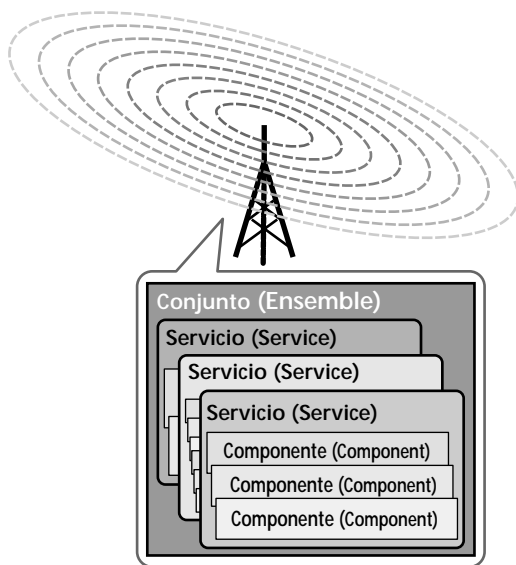 Conjunto (Ensemble)
Servicio (Service)
Servicio (Service)
Servicio (Service)
Componente (Component)
Componente (Component)
Componente (Component)